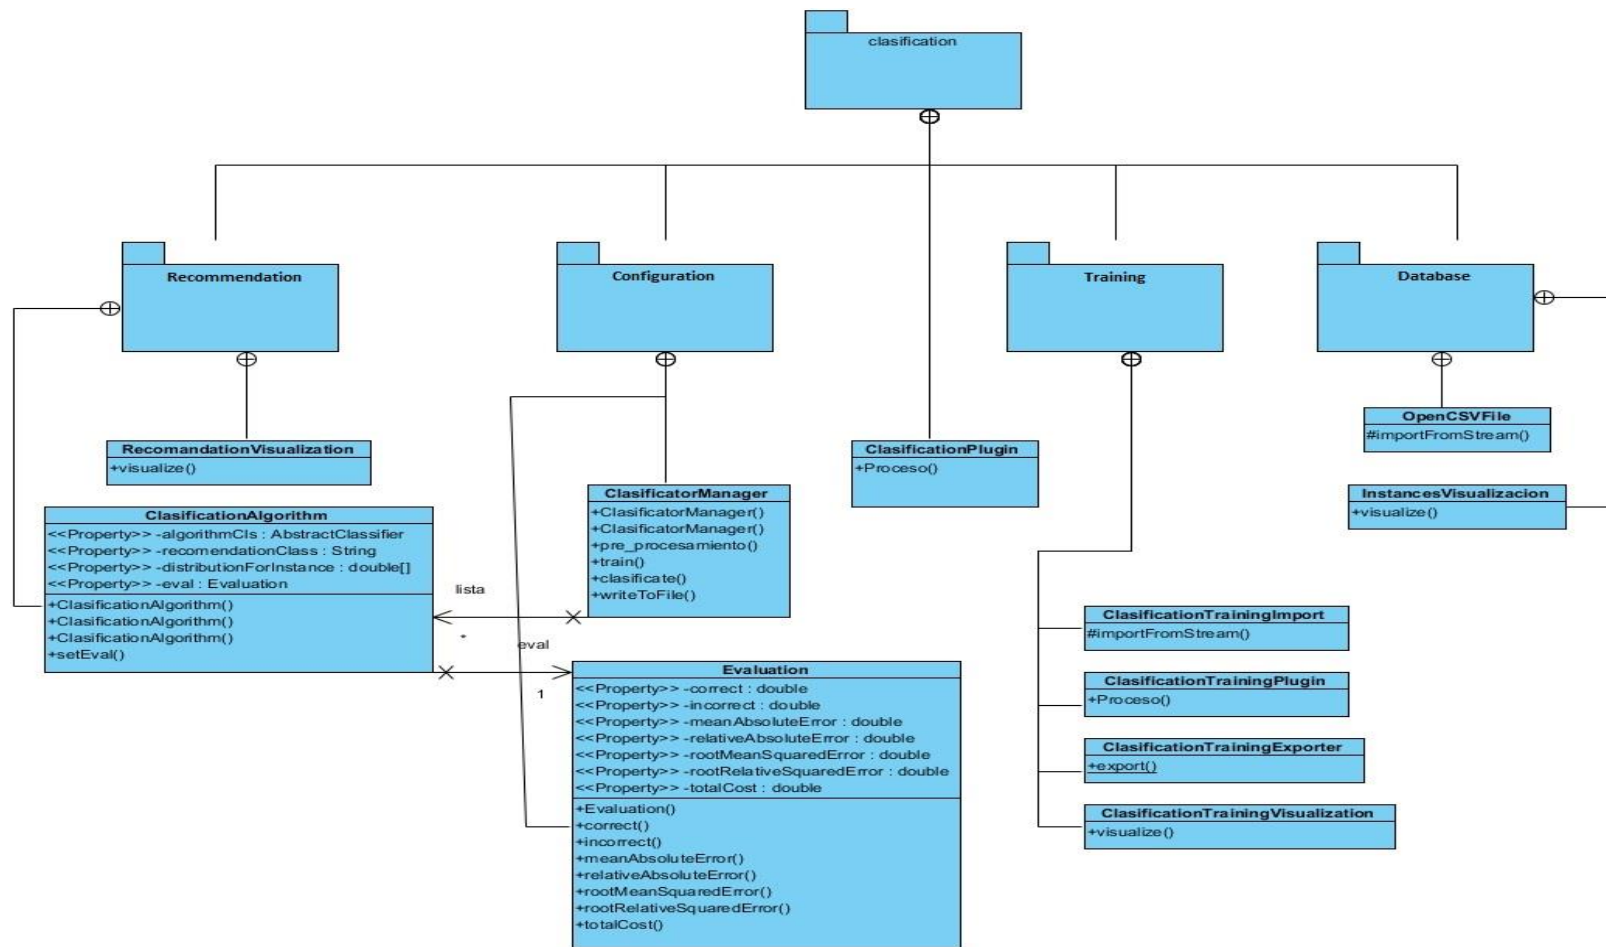 clasification
Recommendation
Configuration
Training
Database
RecomandationVisualization
+visualize()
ClasificationPlugin
+Proceso()
OpenCSVFile
#importFromStream()
InstancesVisualizacion
+visualize()
ClasificationAlgorithm
<<Property>> -algorithmCls : AbstractClassifier
<<Property>> -recomendationClass : String
<<Property>> -distributionForInstance : double[]
<<Property>> -eval : Evaluation
+ClasificationAlgorithm()
+ClasificationAlgorithm()
+ClasificationAlgorithm()
+setEval()
ClasificatorManager
+ClasificatorManager()
+ClasificatorManager()
+pre_procesamiento()
+train()
+clasificate()
+writeToFile()
lista
*
eval
1
Evaluation
<<Property>> -correct : double
<<Property>> -incorrect : double
<<Property>> -meanAbsoluteError : double
<<Property>> -relativeAbsoluteError : double
<<Property>> -rootMeanSquaredError : double
<<Property>> -rootRelativeSquaredError : double
<<Property>> -totalCost : double
+Evaluation()
+correct()
+incorrect()
+meanAbsoluteError()
+relativeAbsoluteError()
+rootMeanSquaredError()
+rootRelativeSquaredError()
+totalCost()
ClasificationTrainingImport
#importFromStream()
ClasificationTrainingPlugin
+Proceso()
ClasificationTrainingExporter
+export()
ClasificationTrainingVisualization
+visualize()